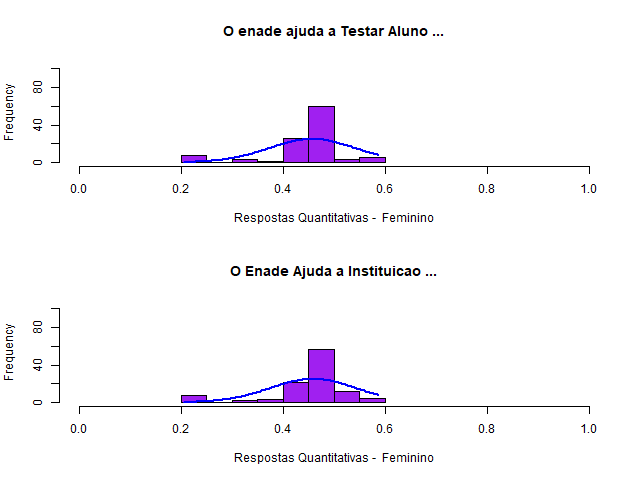 O enade ajuda a Testar Aluno ...
Frequency
80
40
0
0.0 0.2 0.4 0.6 0.8 1.0
Respostas Quantitativas - Feminino
O Enade Ajuda a Instituicao ...
Frequency
80
40
0
0.0 0.2 0.4 0.6 0.8 1.0
Respostas Quantitativas - Feminino